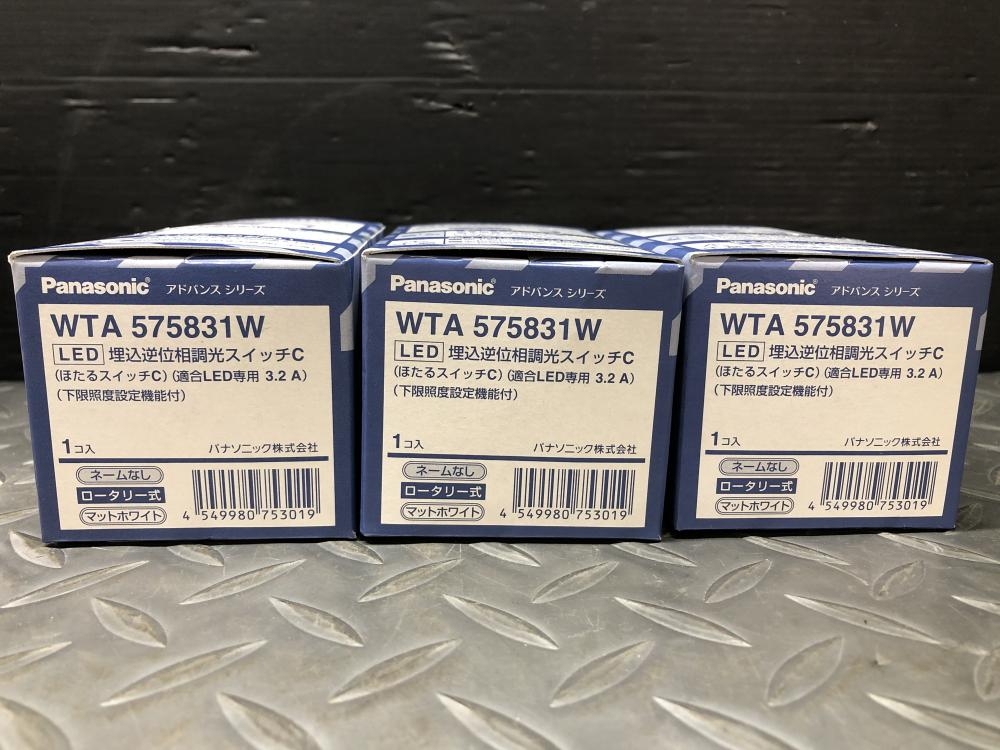 Panasonic® アドバンス シリーズ
WTA 575831W
LED 埋込逆位相調光スイッチC
(ほたるスイッチC) (適合LED専用 3.2 A)
(下限照度設定機能付)
1コ入 パナソニック株式会社
ネームなし
ロータリー式
マットホワイト
4 549980 753019
Panasonic® アドバンス シリーズ
WTA 575831W
LED 埋込逆位相調光スイッチC
(ほたるスイッチC) (適合LED専用 3.2 A)
(下限照度設定機能付)
1コ入 パナソニック株式会社
ネームなし
ロータリー式
マットホワイト
4 549980 753019
Panasonic® アドバンス シリーズ
WTA 575831W
LED 埋込逆位相調光スイッチC
(ほたるスイッチC) (適合LED専用 3.2 A)
(下限照度設定機能付)
1コ入 パナソニック株式会社
ネームなし
ロータリー式
マットホワイト
4 549980 753019